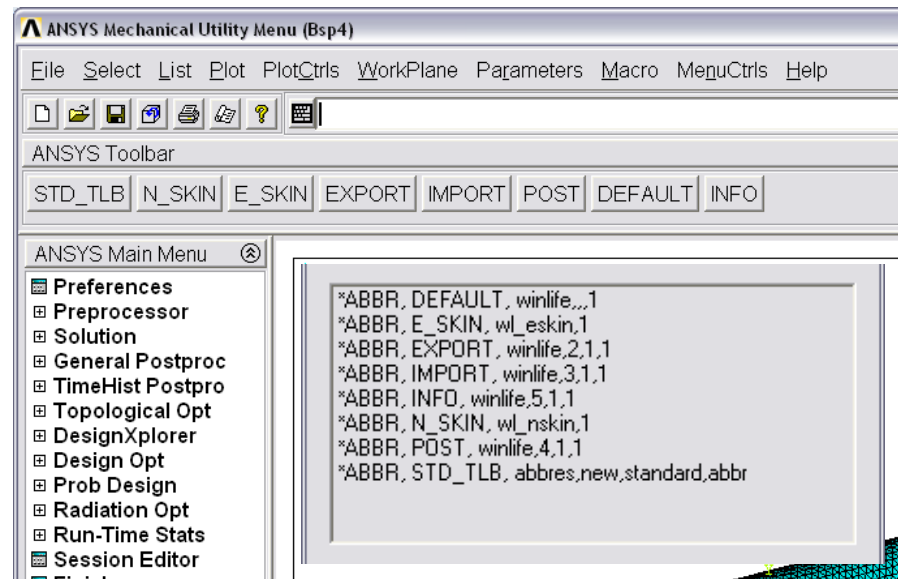 ANSYS Mechanical Utility Menu (Bsp4)
File Select List Plot PlotCtrls WorkPlane Parameters Macro MenuCtrls Help
ANSYS Toolbar
STD_TLB N_SKIN E_SKIN EXPORT IMPORT POST DEFAULT INFO
ANSYS Main Menu
Preferences
Preprocessor
Solution
General Postproc
TimeHist Postpro
Topological Opt
DesignXplorer
Design Opt
Prob Design
Radiation Opt
Run-Time Stats
Session Editor
*ABBR, DEFAULT, winlife,,,1
*ABBR, E_SKIN, wl_eskin,1
*ABBR, EXPORT, winlife,2,1,1
*ABBR, IMPORT, winlife,3,1,1
*ABBR, INFO, winlife,5,1,1
*ABBR, N_SKIN, wl_nskin,1
*ABBR, POST, winlife,4,1,1
*ABBR, STD_TLB, abbres,new,standard,abbr